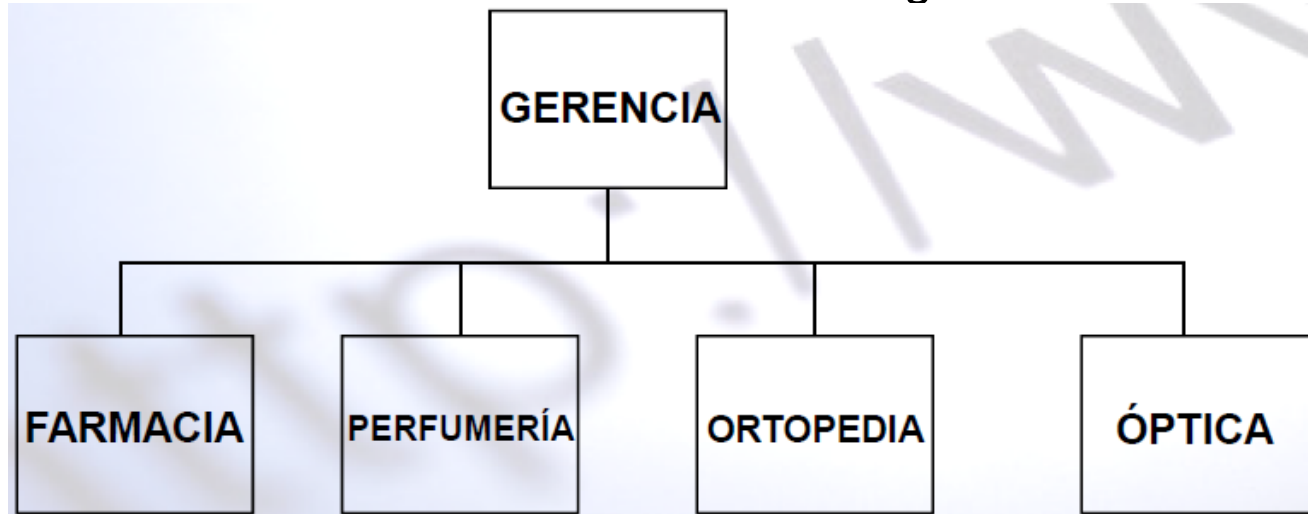 GERENCIA
FARMACIA
PERFUMERÍA
ORTOPEDIA
ÓPTICA